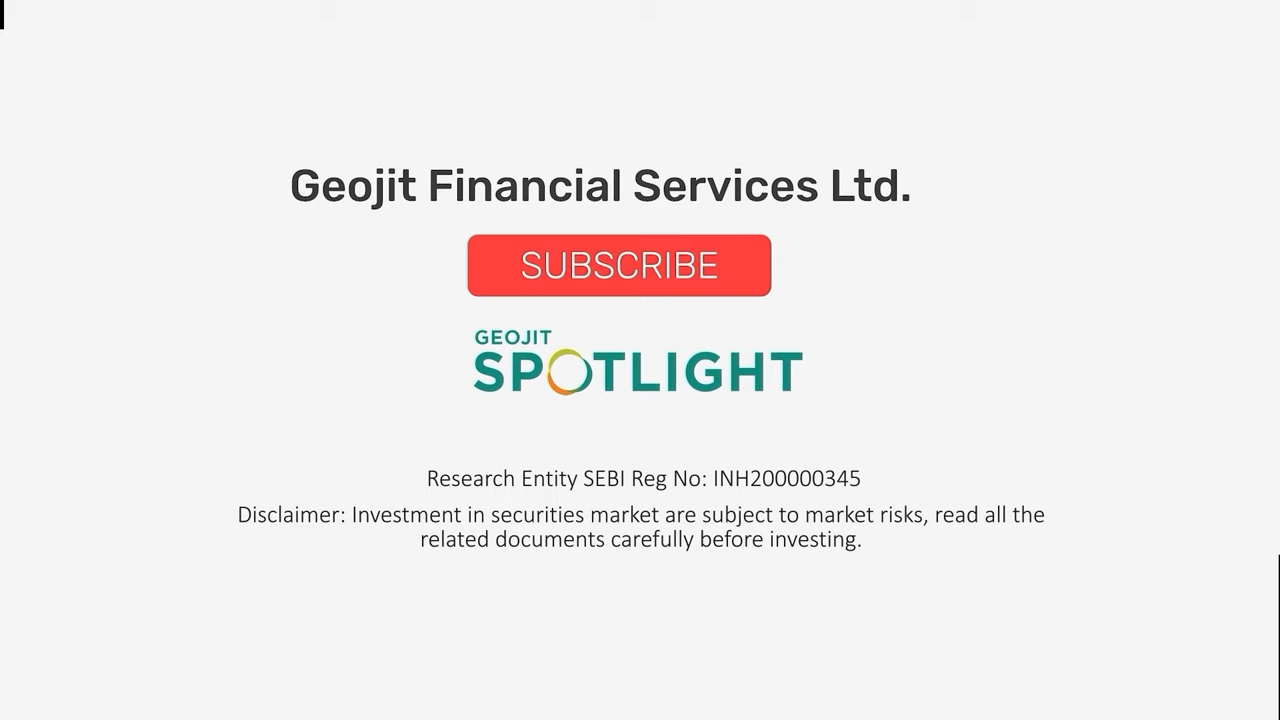 Geojit Financial Services Ltd.
SUBSCRIBE
GEOJIT
SPOTLIGHT
Research Entity SEBI Reg No: INH200000345
Disclaimer: Investment in securities market are subject to market risks, read all the
related documents carefully before investing.